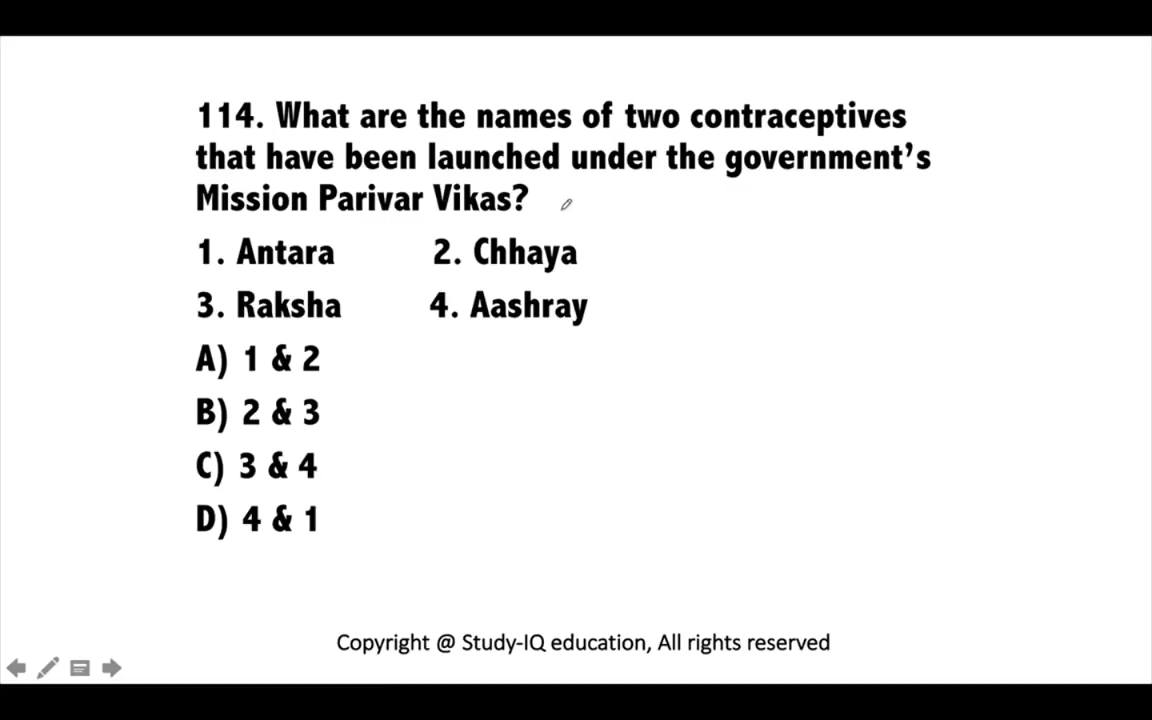 114. What are the names of two contraceptives
that have been launched under the government’s
Mission Parivar Vikas?
1. Antara 2. Chhaya
3. Raksha 4. Aashray
A) 1 & 2
B) 2 & 3
C) 3 & 4
D) 4 & 1
Copyright @ Study-IQ education, All rights reserved